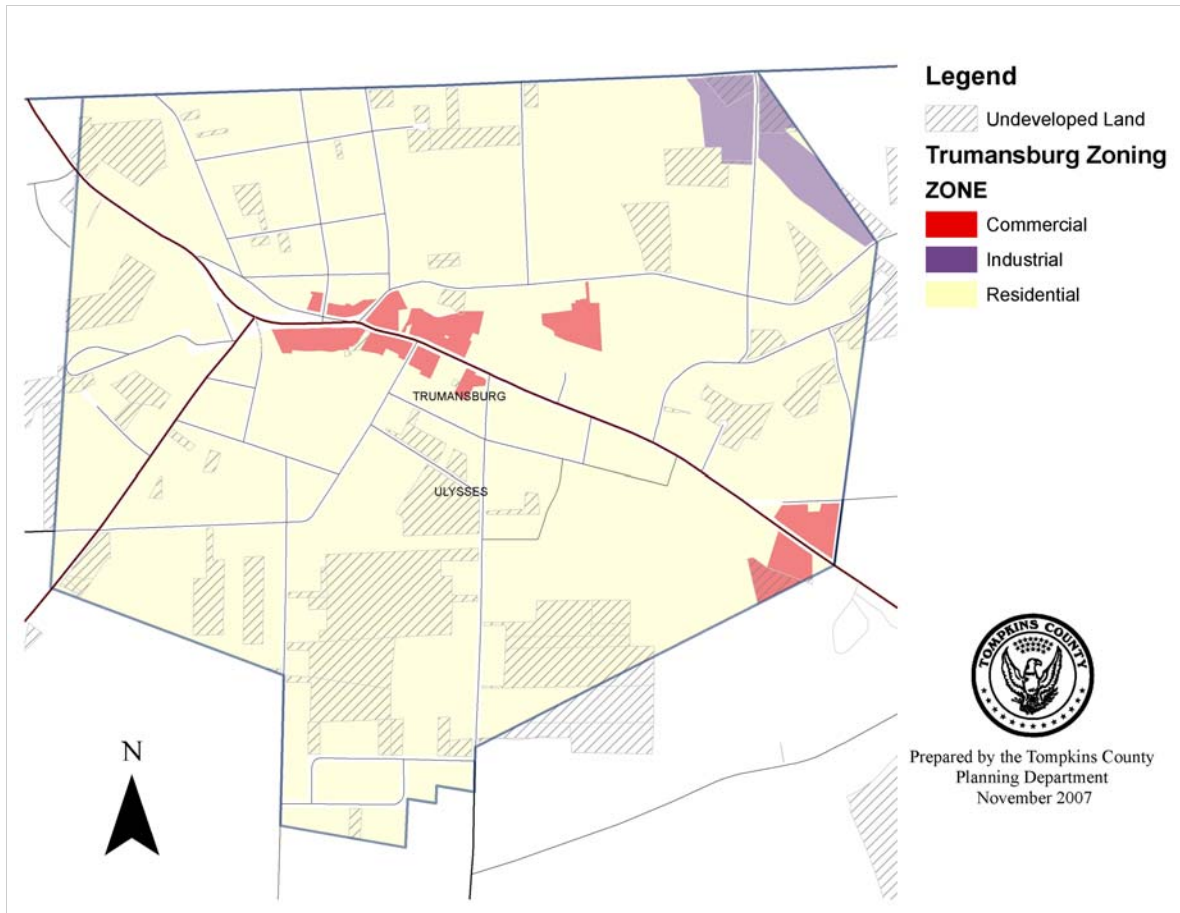 Legend
Undeveloped Land
Trumansburg Zoning
ZONE
Commercial
Industrial
Residential
TRUMANSBURG
ULYSSES
N
TOMPKINS COUNTY
Prepared by the Tompkins County
Planning Department
November 2007